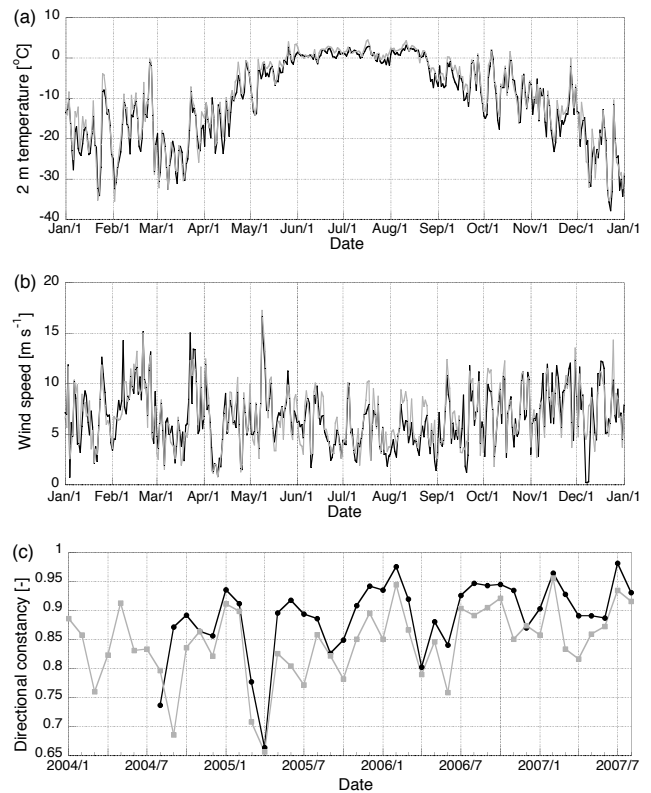 (a)
2 m temperature [°C]
10
0
-10
-20
-30
-40
Jan/1 Feb/1 Mar/1 Apr/1 May/1 Jun/1 Jul/1 Aug/1 Sep/1 Oct/1 Nov/1 Dec/1 Jan/1
Date
(b)
Wind speed [m s⁻¹]
20
15
10
5
0
Jan/1 Feb/1 Mar/1 Apr/1 May/1 Jun/1 Jul/1 Aug/1 Sep/1 Oct/1 Nov/1 Dec/1 Jan/1
Date
(c)
Directional constancy [-]
1
0.95
0.9
0.85
0.8
0.75
0.7
0.65
2004/1 2004/7 2005/1 2005/7 2006/1 2006/7 2007/1 2007/7
Date